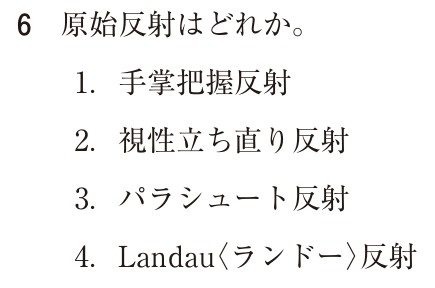 6 原始反射はどれか。
1. 手掌把握反射
2. 視性立ち直り反射
3. パラシュート反射
4. Landau〈ランドー〉反射